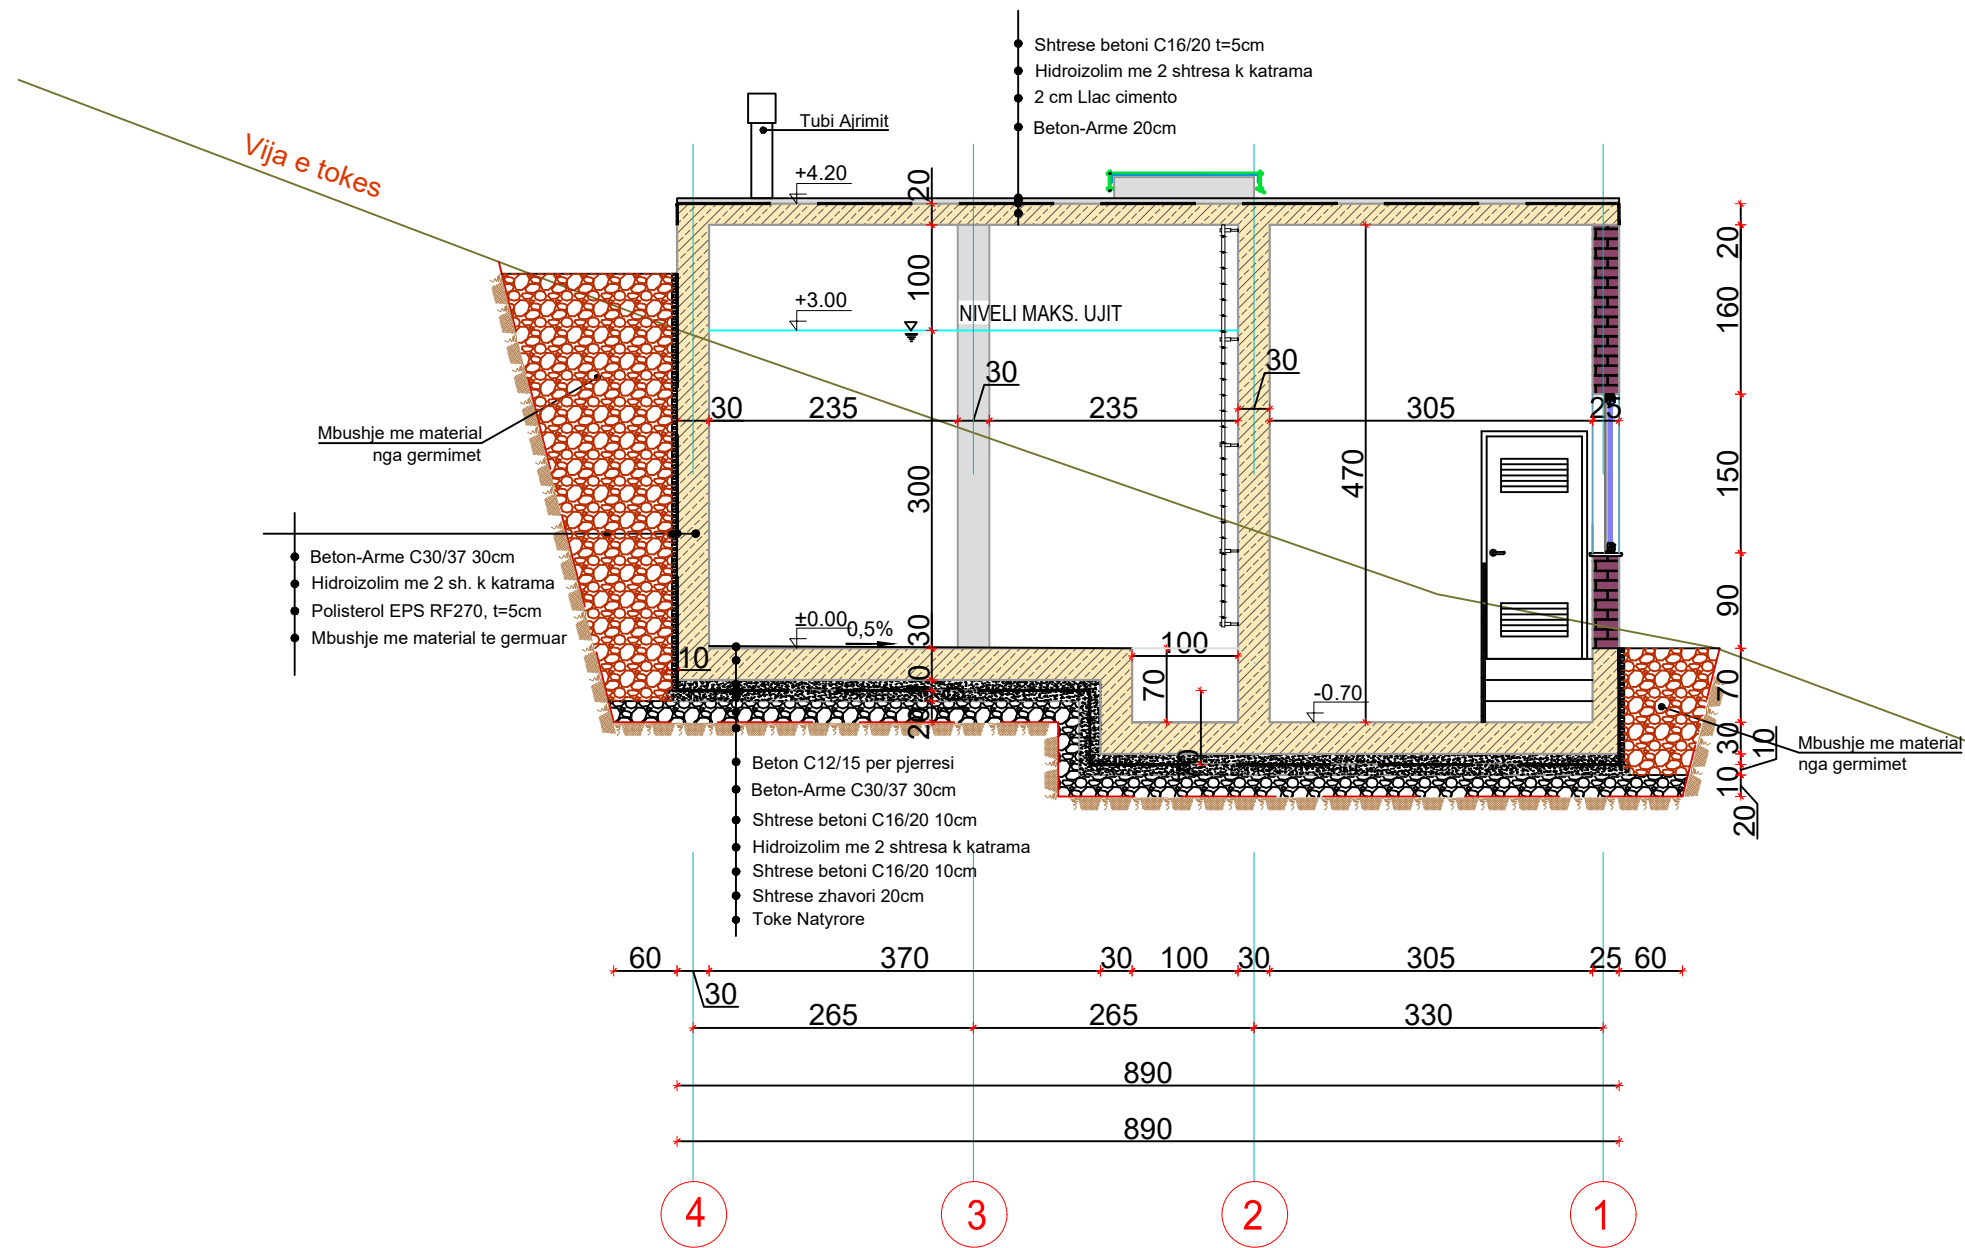 Shtrese betoni C16/20 t=5cm
Hidroizolim me 2 shtresa k katrama
2 cm Llac cimento
Beton-Arme 20cm
Tubi Ajrimit
Vija e tokes
+4.20
20
20
100
160
+3.00
NIVELI MAKS. UJIT
30
30
30
235
235
305
25
Mbushje me material
nga germimet
300
470
150
Beton-Arme C30/37 30cm
Hidroizolim me 2 sh. k katrama
Polisterol EPS RF270, t=5cm
Mbushje me material te germuar
±0.00
0,5%
30
90
100
10
70
-0.70
70
20
30
10
10
20
Mbushje me material
nga germimet
Beton C12/15 per pjerresi
Beton-Arme C30/37 30cm
Shtrese betoni C16/20 10cm
Hidroizolim me 2 shtresa k katrama
Shtrese betoni C16/20 10cm
Shtrese zhavori 20cm
Toke Natyrore
60
370
30
100
30
305
25
60
30
265
265
330
890
890
4
3
2
1